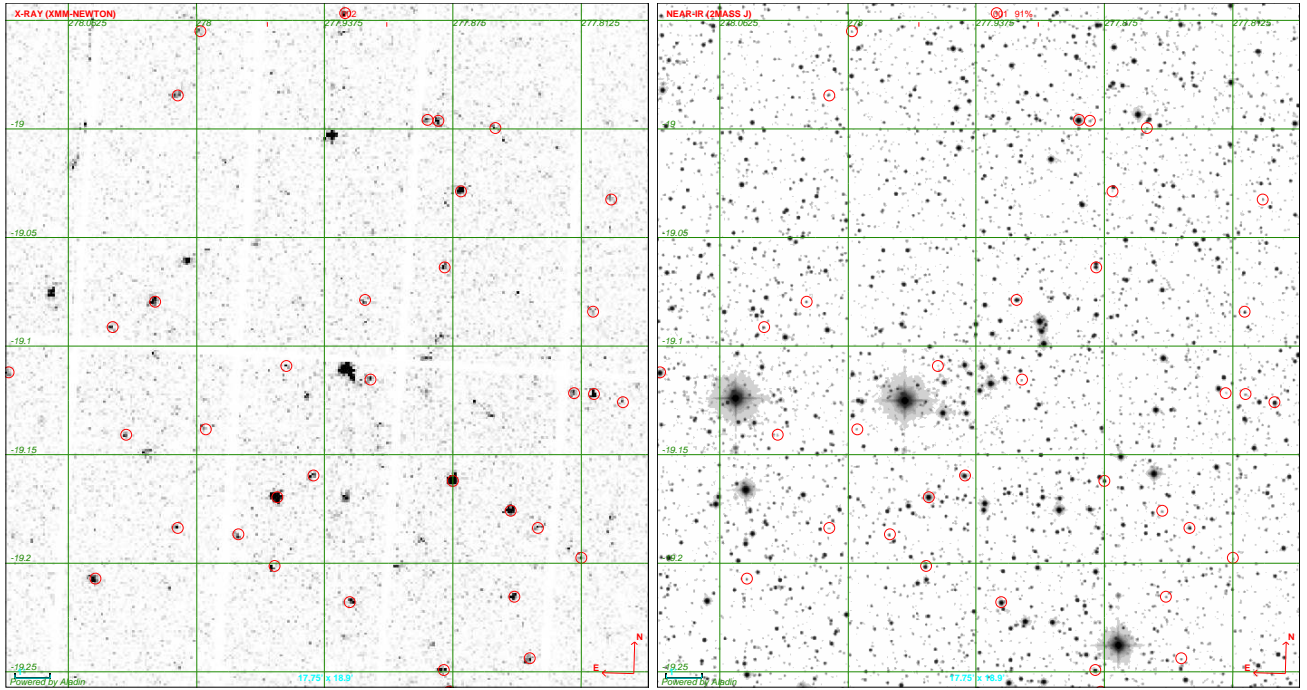 X-RAY (XMM-NEWTON)
278.0625
278
277.9375
277.875
277.8125
-19
-19.05
-19.1
-19.15
-19.2
-19.25
N
E
17.75' x 18.9'
Powered by Aladin
NEAR-IR (2MASS J)
91%
278.0625
278
277.9375
277.875
277.8125
-19
-19.05
-19.1
-19.15
-19.2
-19.25
N
E
17.75' x 18.9'
Powered by Aladin